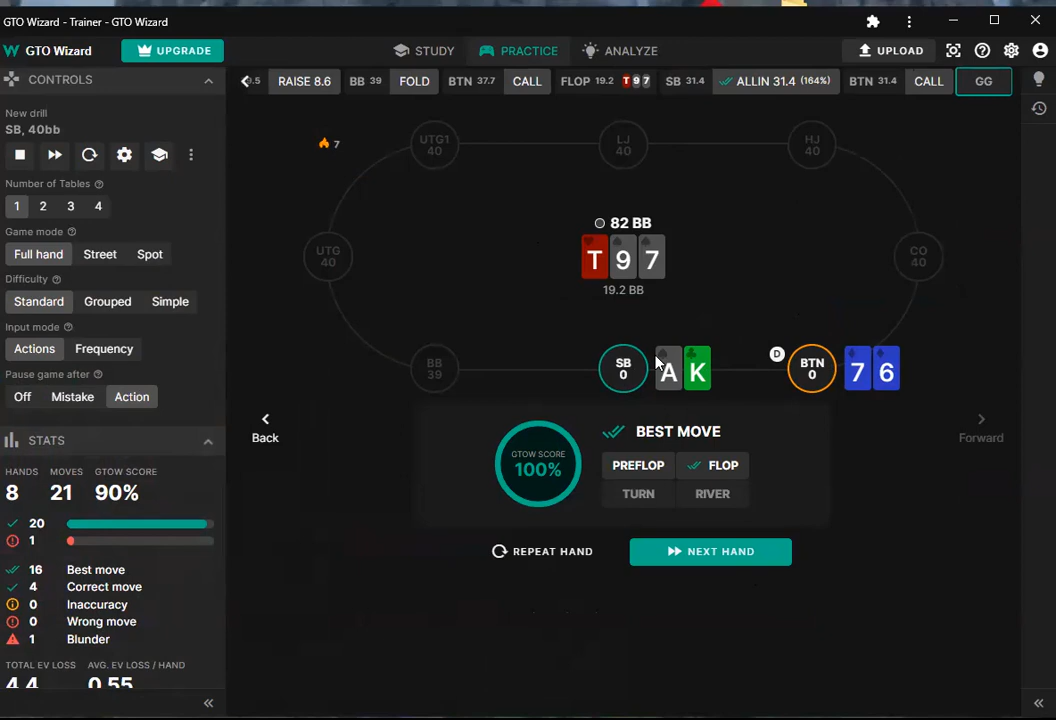 GTO Wizard - Trainer - GTO Wizard
GTO Wizard
UPGRADE
STUDY
PRACTICE
ANALYZE
UPLOAD
CONTROLS
.5
RAISE 8.6
BB 39
FOLD
BTN 37.7
CALL
FLOP 19.2
T 9 7
SB 31.4
ALLIN 31.4 (164%)
BTN 31.4
CALL
GG
New drill
SB, 40bb
Number of Tables
1 2 3 4
Game mode
Full hand Street Spot
Difficulty
Standard Grouped Simple
Input mode
Actions Frequency
Pause game after
Off Mistake Action
STATS
HANDS MOVES GTOW SCORE
8 21 90%
20
1
16 Best move
4 Correct move
0 Inaccuracy
0 Wrong move
1 Blunder
TOTAL EV LOSS AVG. EV LOSS / HAND
4.4 0.55
7
UTG1
40
LJ
40
HJ
40
UTG
40
CO
40
82 BB
T 9 7
19.2 BB
BB
39
SB
0
A K
D
BTN
0
7 6
Back
Forward
GTOW SCORE
100%
BEST MOVE
PREFLOP FLOP
TURN RIVER
REPEAT HAND
NEXT HAND